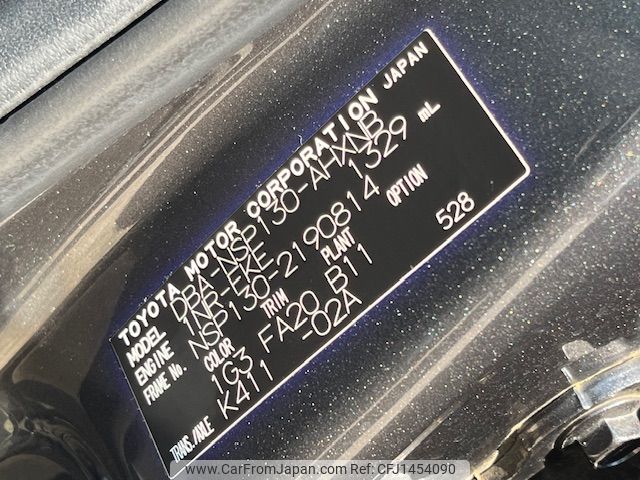 TOYOTA MOTOR CORPORATION JAPAN
MODEL DBA-NSP130-AHXNB
ENGINE 1NR-FKE 1329 mL
FRAME No. NSP130-2190814
COLOR TRIM PLANT OPTION
1G3 FA20 B11 528
TRANS./AXLE K411 -02A
www.CarFromJapan.com | © CarFromJapan | CFJ1454090